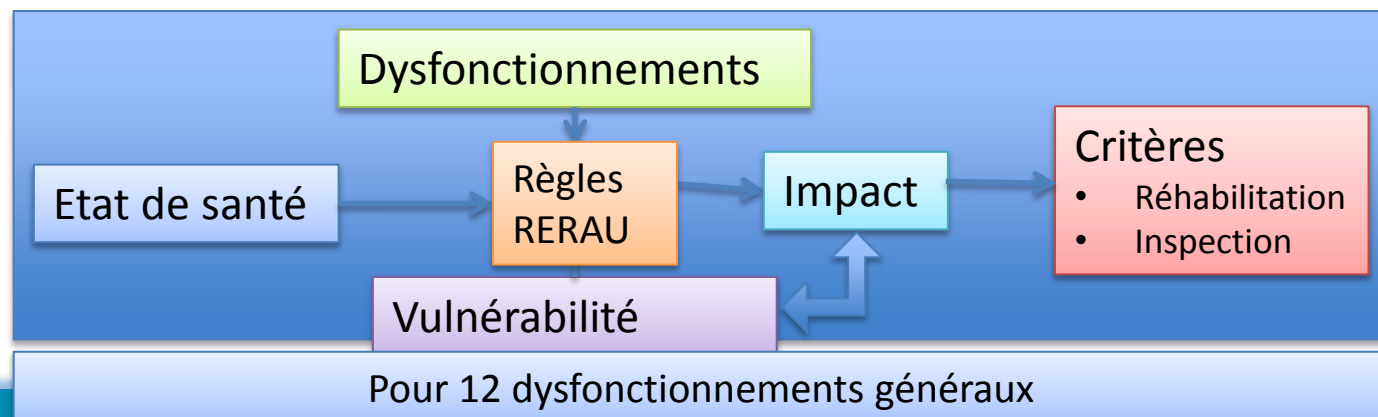 Dysfonctionnements
Etat de santé
Règles
RERAU
Impact
Critères
• Réhabilitation
• Inspection
Vulnérabilité
Pour 12 dysfonctionnements généraux